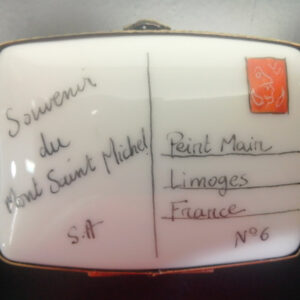 Souvenir
du
Mont Saint Michel
S.A
Peint Main
Limoges
France
N°6